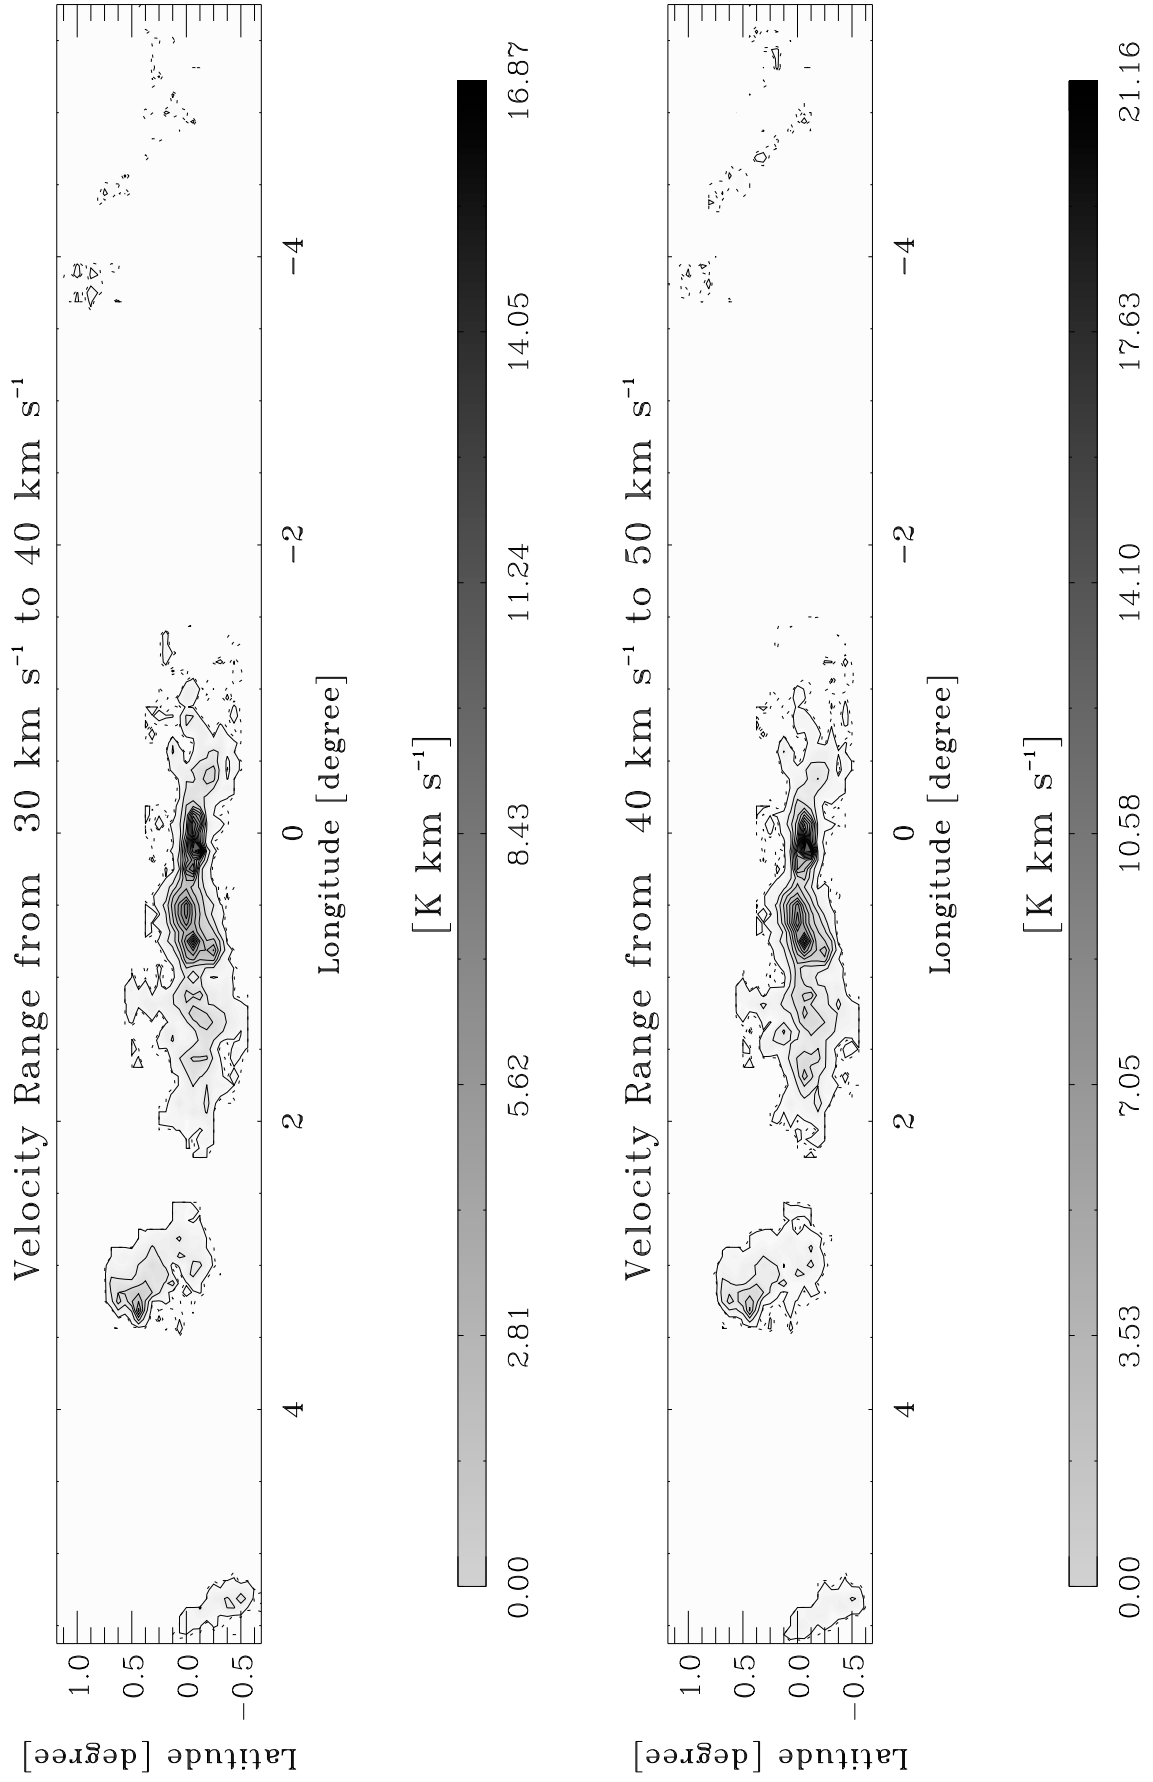 Velocity Range from 30 km s⁻¹ to 40 km s⁻¹
Latitude [degree]
1.0
0.5
0.0
−0.5
4
2
0
−2
−4
Longitude [degree]
[K km s⁻¹]
0.00 2.81 5.62 8.43 11.24 14.05 16.87
Velocity Range from 40 km s⁻¹ to 50 km s⁻¹
Latitude [degree]
1.0
0.5
0.0
−0.5
4
2
0
−2
−4
Longitude [degree]
[K km s⁻¹]
0.00 3.53 7.05 10.58 14.10 17.63 21.16